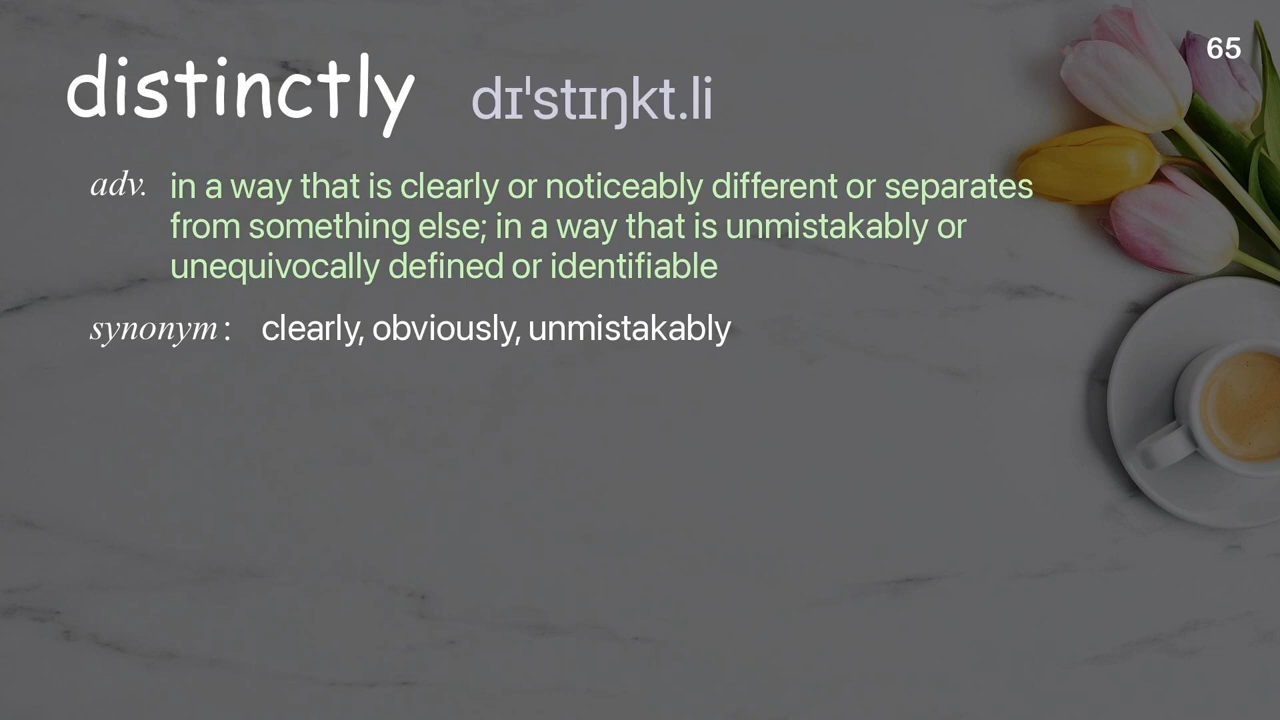 65
distinctly dɪˈstɪŋkt.li
adv. in a way that is clearly or noticeably different or separates
from something else; in a way that is unmistakably or
unequivocally defined or identifiable
synonym: clearly, obviously, unmistakably